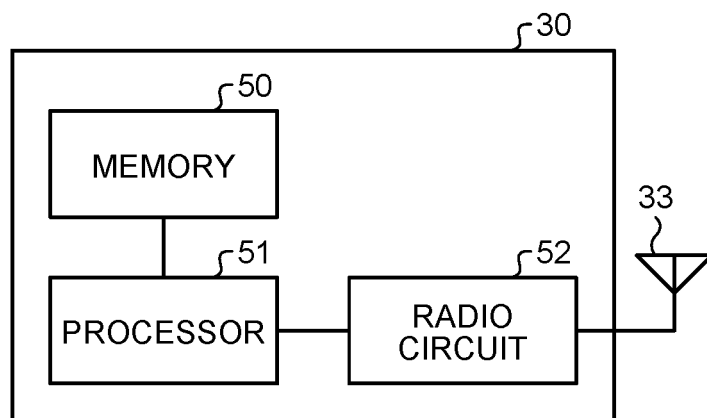 30
50
MEMORY
33
51
52
PROCESSOR
RADIO
CIRCUIT